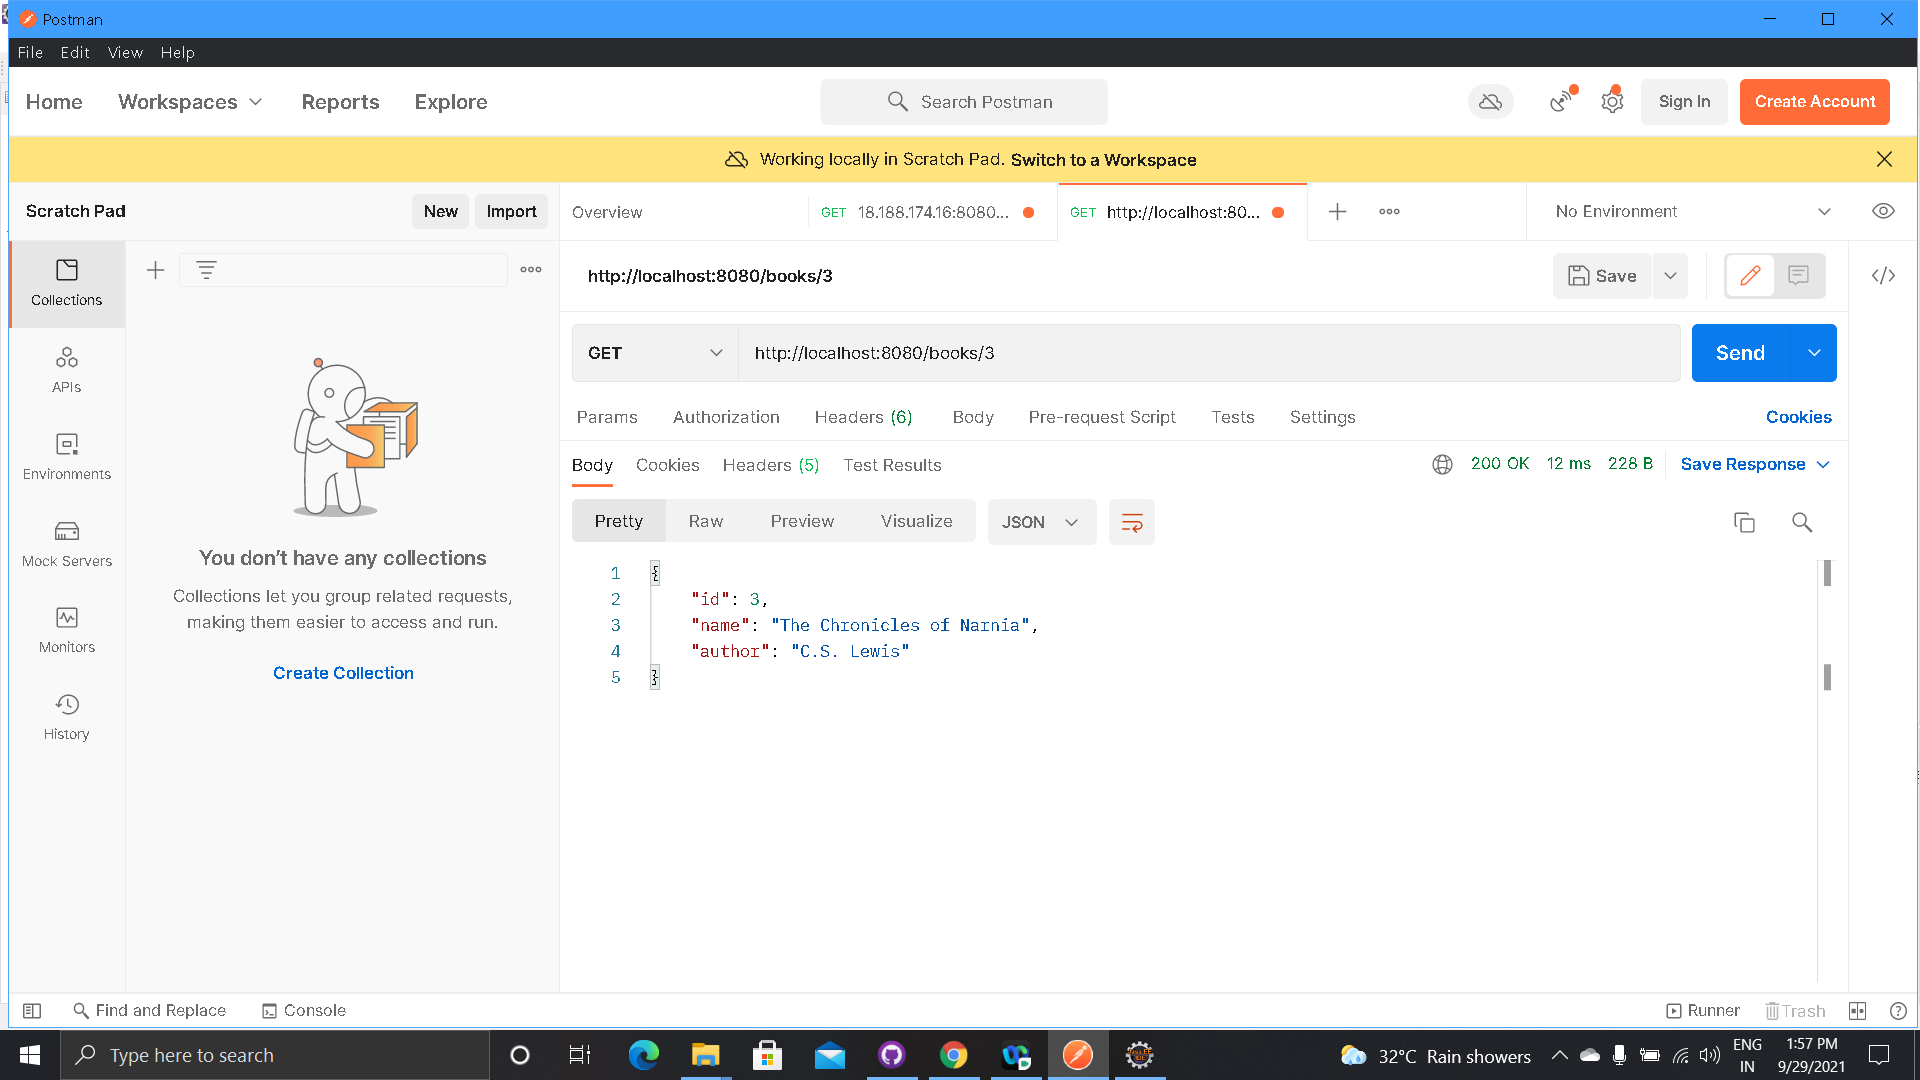 Postman
File Edit View Help
Home Workspaces Reports Explore Search Postman Sign In Create Account
Working locally in Scratch Pad. Switch to a Workspace
Scratch Pad New Import Overview GET 18.188.174.16:8080... GET http://localhost:80... No Environment
Collections
APIs
Environments
Mock Servers
Monitors
History
You don't have any collections
Collections let you group related requests,
making them easier to access and run.
Create Collection
http://localhost:8080/books/3 Save
GET http://localhost:8080/books/3 Send
Params Authorization Headers (6) Body Pre-request Script Tests Settings Cookies
Body Cookies Headers (5) Test Results 200 OK 12 ms 228 B Save Response
Pretty Raw Preview Visualize JSON
1 {
2 "id": 3,
3 "name": "The Chronicles of Narnia",
4 "author": "C.S. Lewis"
5 }
Find and Replace Console Runner Trash
Type here to search 32°C Rain showers ENG IN 1:57 PM 9/29/2021